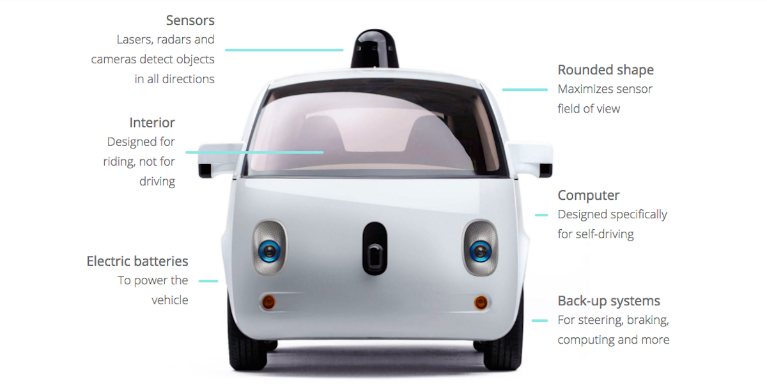 Sensors
Lasers, radars and
cameras detect objects
in all directions
Interior
Designed for
riding, not for
driving
Electric batteries
To power the
vehicle
Rounded shape
Maximizes sensor
field of view
Computer
Designed specifically
for self-driving
Back-up systems
For steering, braking,
computing and more